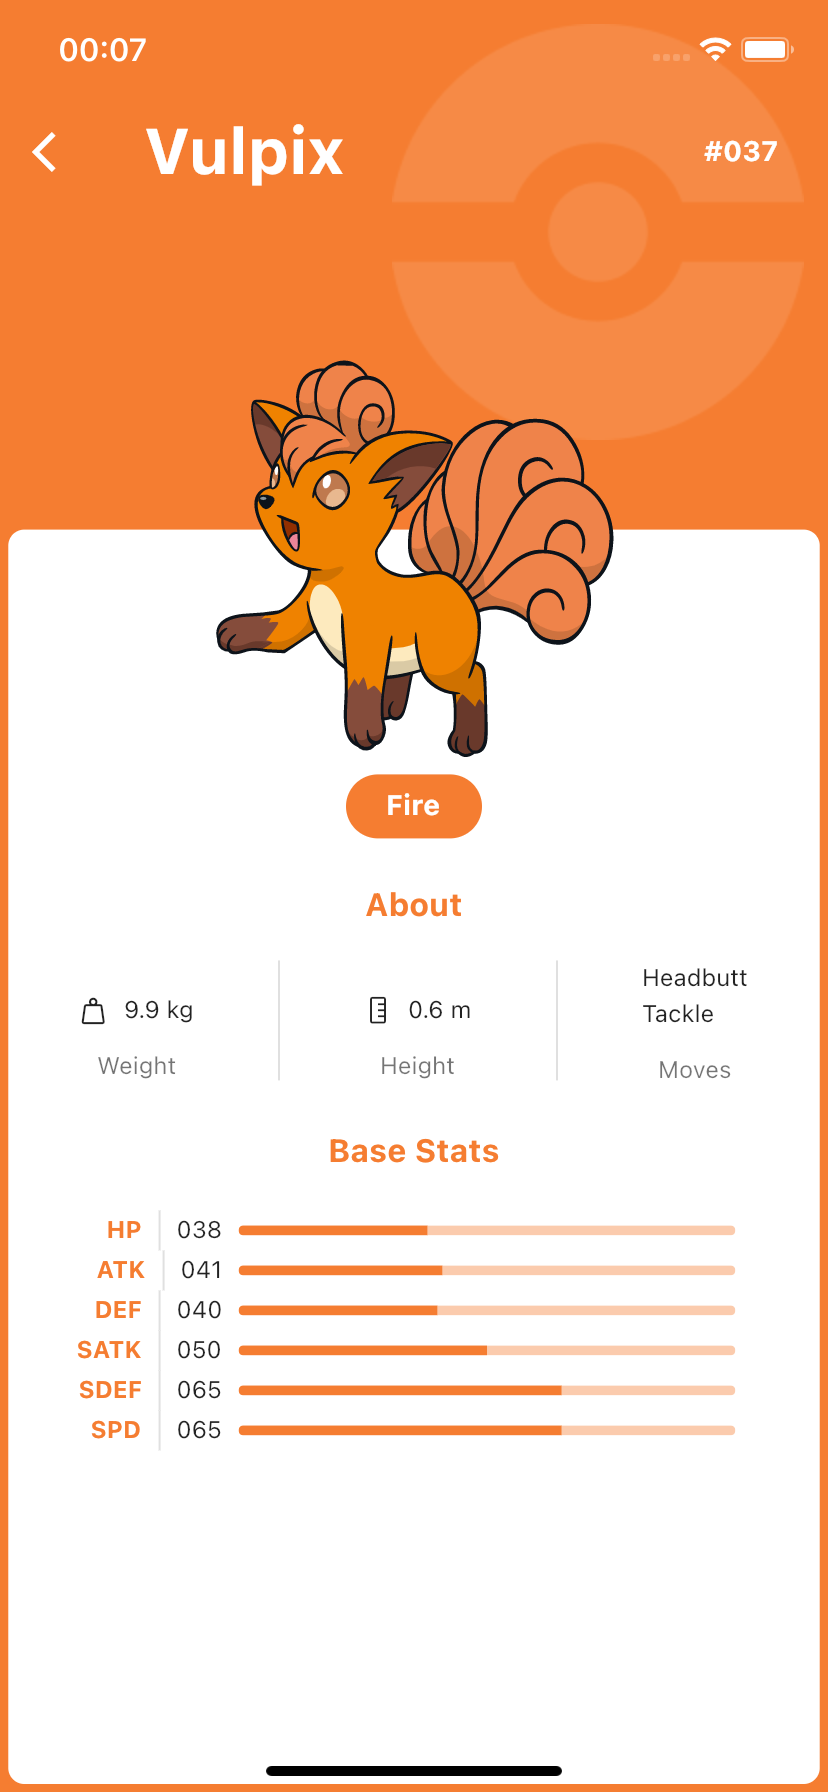 00:07
Vulpix
#037
Fire
About
9.9 kg
Weight
0.6 m
Height
Headbutt
Tackle
Moves
Base Stats
HP 038
ATK 041
DEF 040
SATK 050
SDEF 065
SPD 065